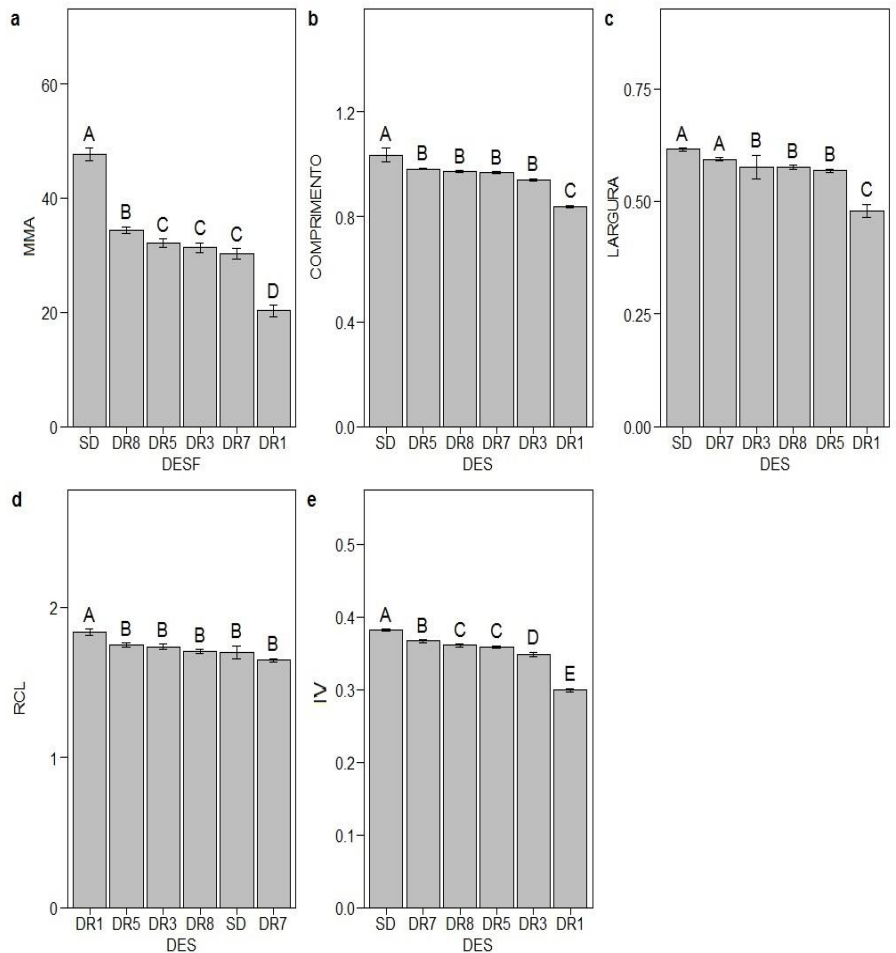 a
MMA
60
40
20
0
A
B
C
C
C
D
SD DR8 DR5 DR3 DR7 DR1
DESF
b
COMPRIMENTO
1.2
0.8
0.4
0.0
A
B
B
B
B
C
SD DR5 DR8 DR7 DR3 DR1
DES
c
LARGURA
0.75
0.50
0.25
0.00
A
A
B
B
B
C
SD DR7 DR3 DR8 DR5 DR1
DES
d
RCL
2
1
0
A
B
B
B
B
B
DR1 DR5 DR3 DR8 SD DR7
DES
e
IV
0.5
0.4
0.3
0.2
0.1
0.0
A
B
C
C
D
E
SD DR7 DR8 DR5 DR3 DR1
DES